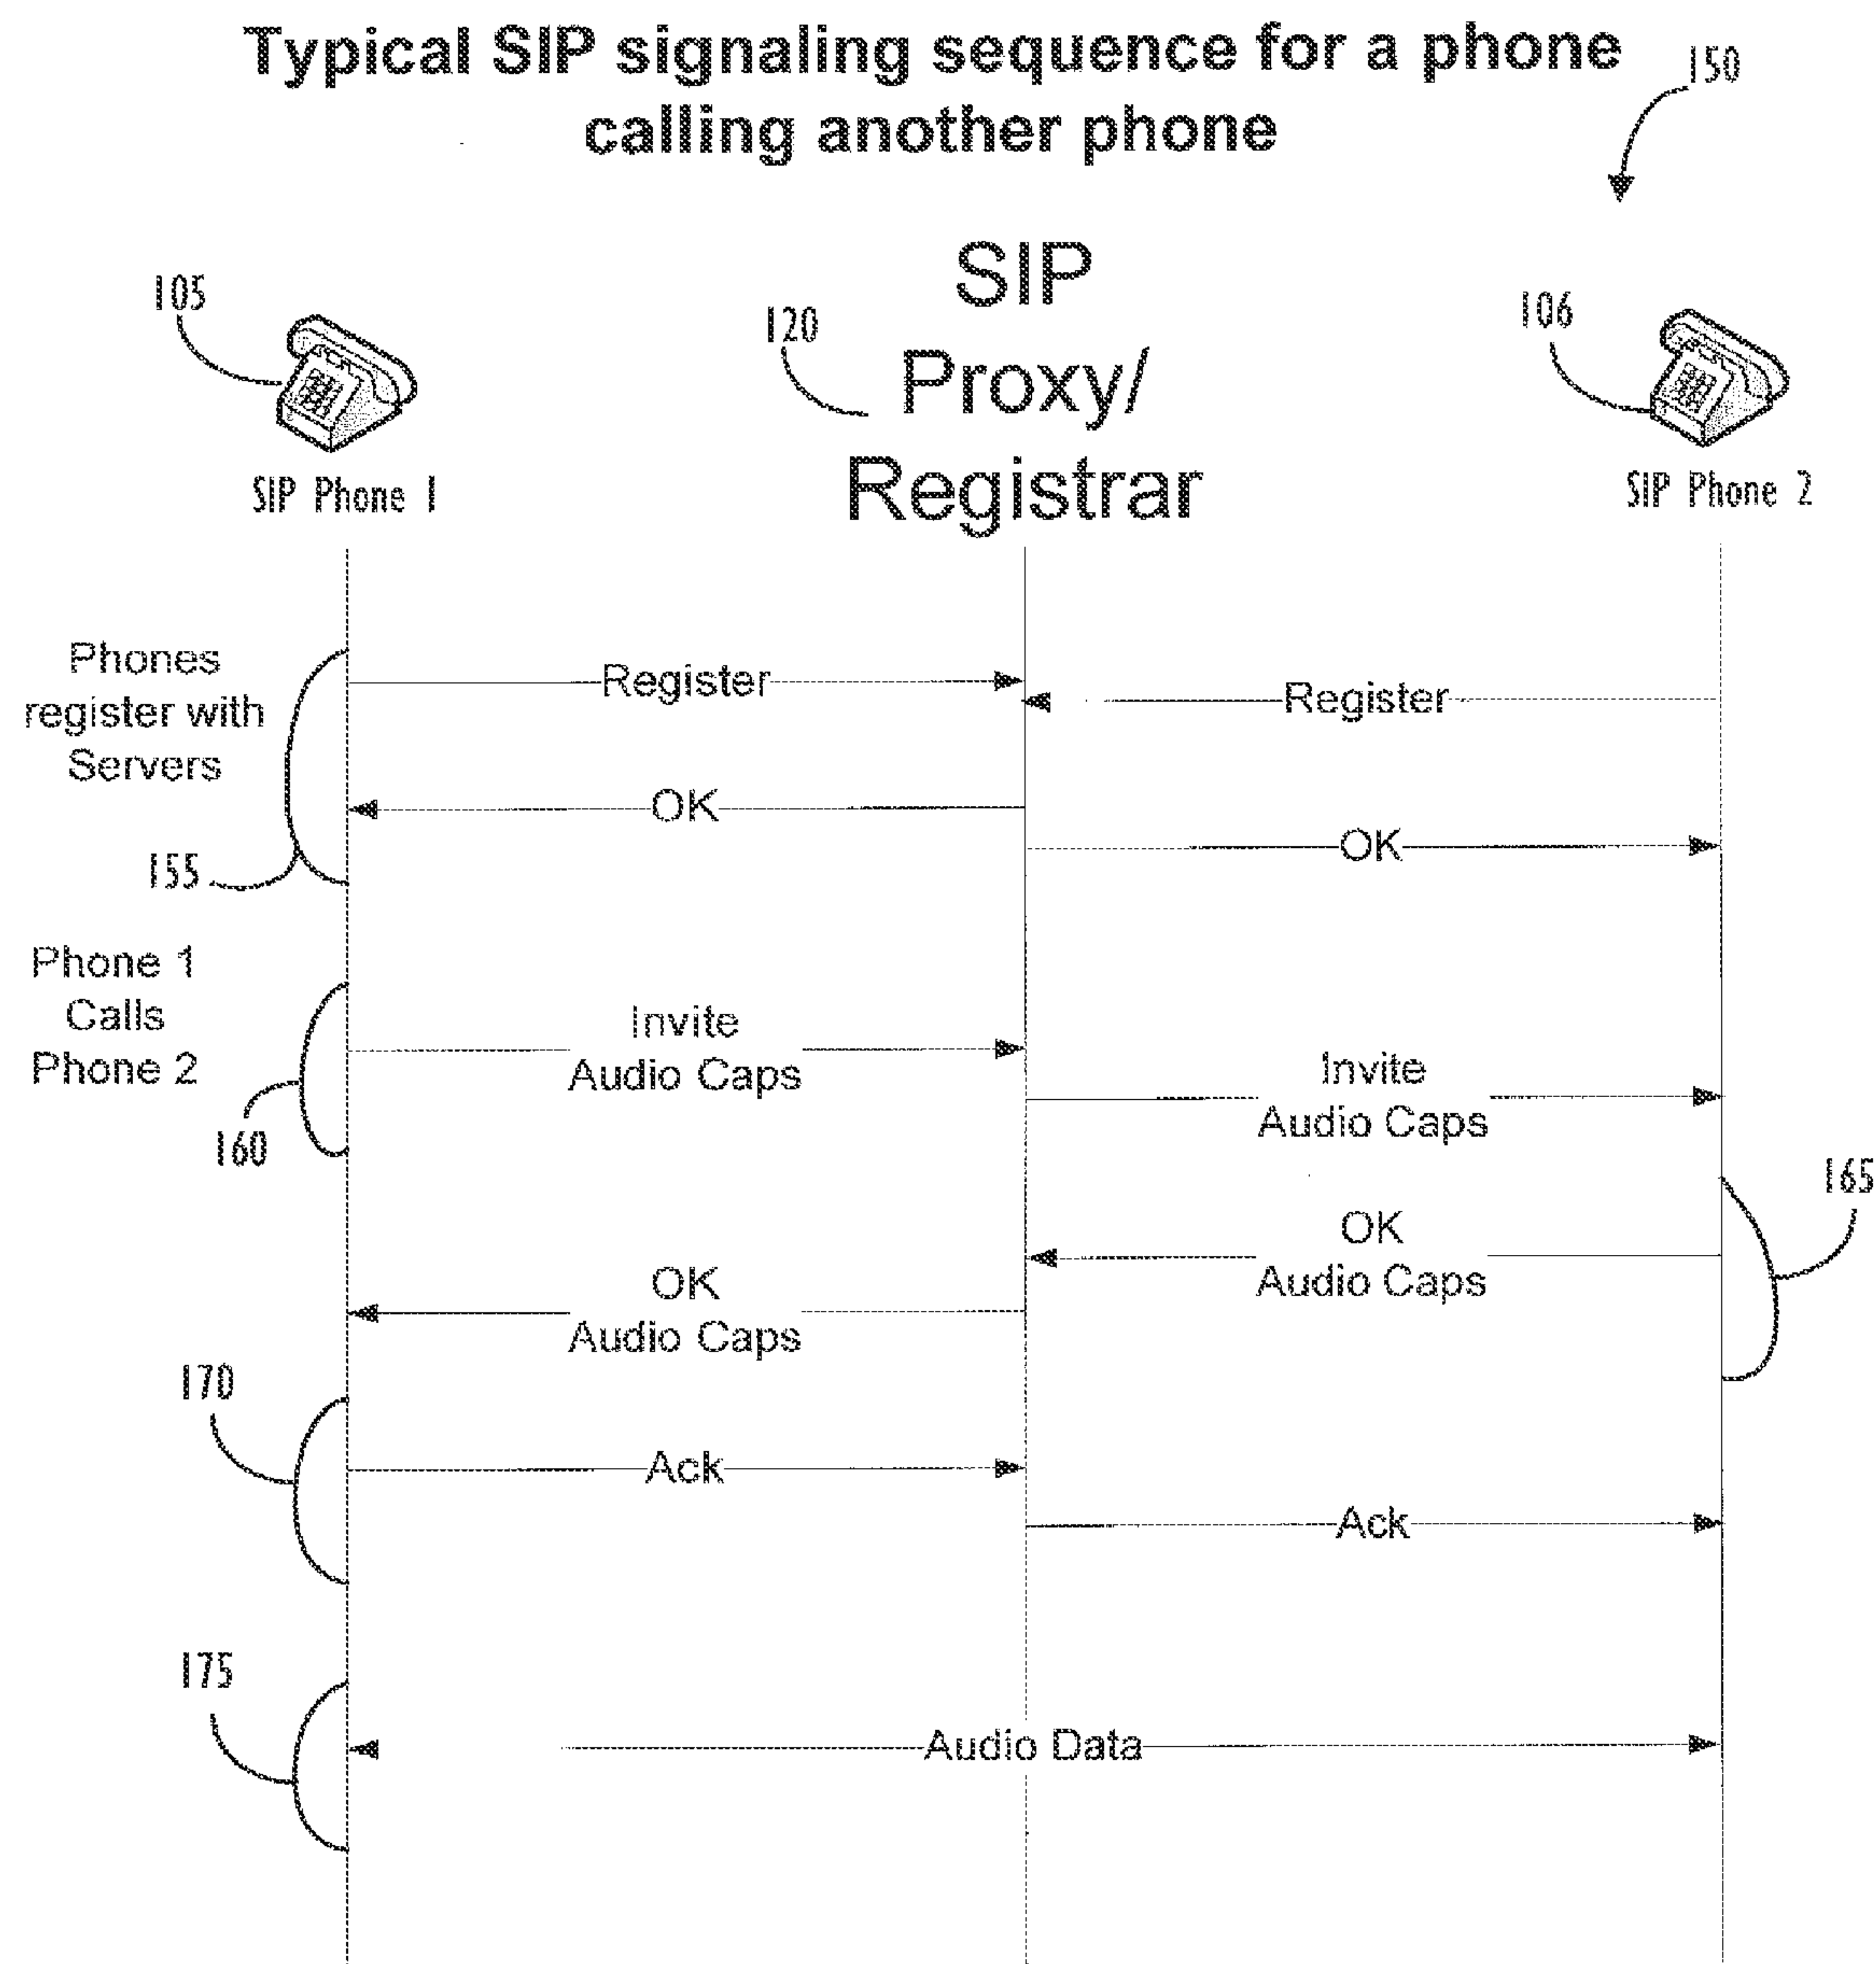 Typical SIP signaling sequence for a phone
calling another phone
150
105
120
SIP
Proxy/
Registrar
106
SIP Phone 1
SIP Phone 2
Phones
register with
Servers
Register
Register
OK
OK
155
Phone 1
Calls
Phone 2
Invite
Audio Caps
Invite
Audio Caps
160
165
OK
Audio Caps
OK
Audio Caps
170
Ack
Ack
175
Audio Data